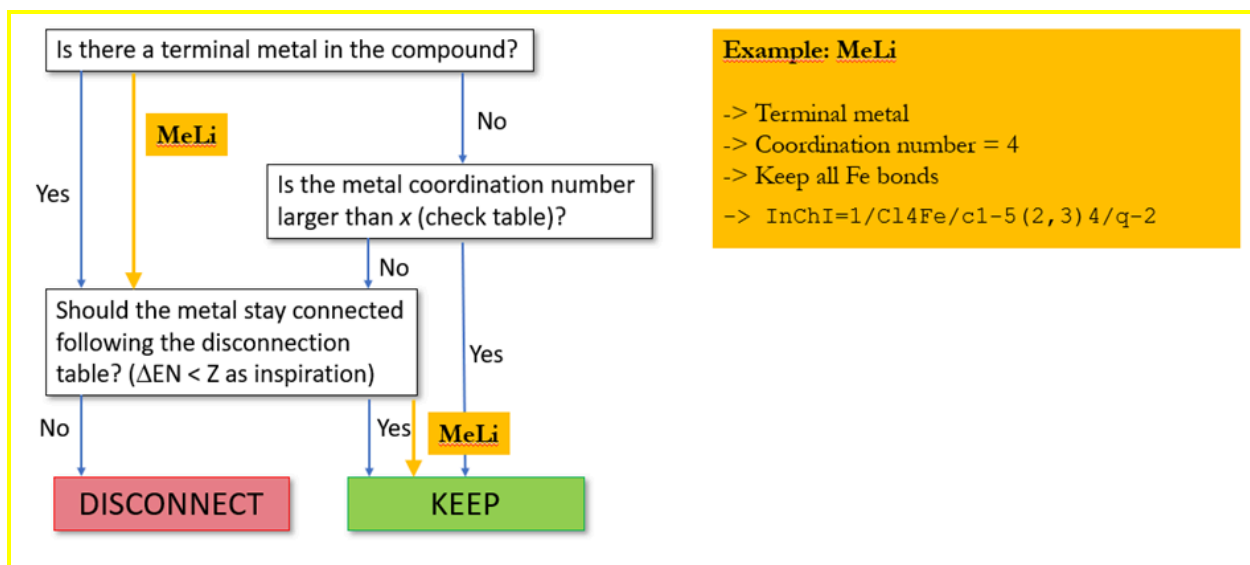 Is there a terminal metal in the compound?
MeLi
No
Yes
Is the metal coordination number
larger than x (check table)?
No
Should the metal stay connected
following the disconnection
table? (ΔEN < Z as inspiration)
Yes
No
Yes
MeLi
DISCONNECT
KEEP
Example: MeLi
-> Terminal metal
-> Coordination number = 4
-> Keep all Fe bonds
-> InChI=1/Cl4Fe/c1-5(2,3)4/q-2